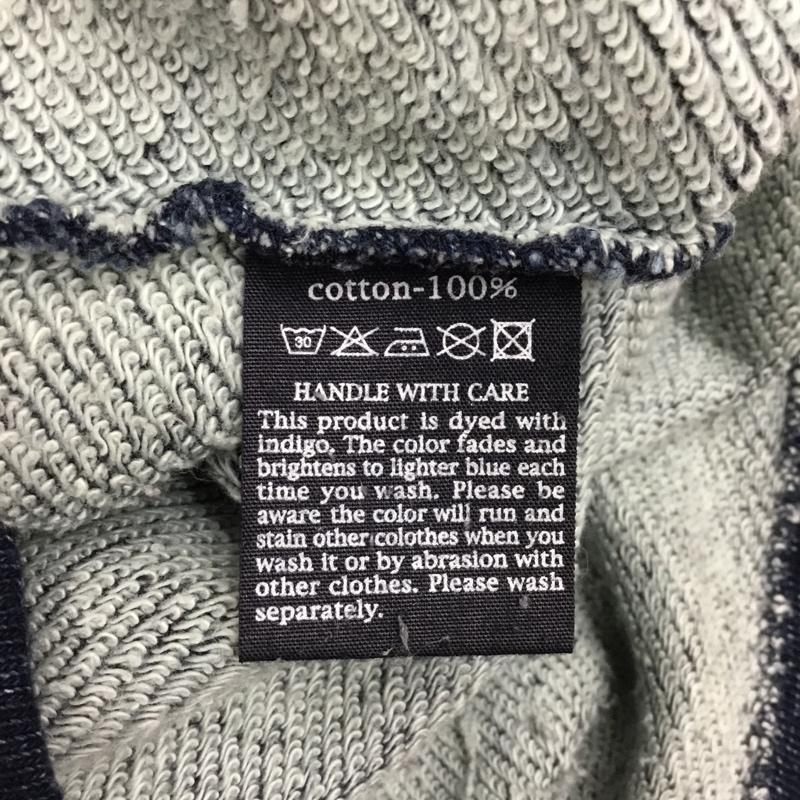 cotton-100%
30
HANDLE WITH CARE
This product is dyed with
indigo. The color fades and
brightens to lighter blue each
time you wash. Please be
aware the color will run and
stain other colothes when you
wash it or by abrasion with
other clothes. Please wash
separately.